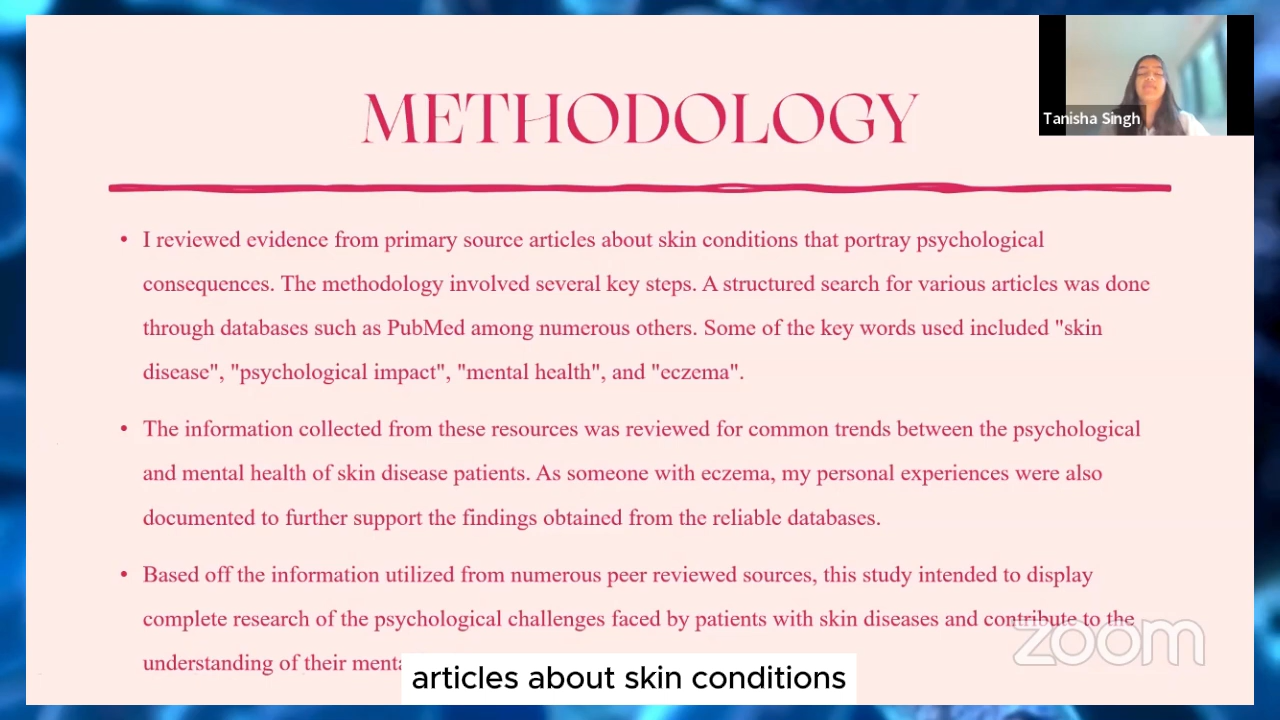 METHODOLOGY
Tanisha Singh
• I reviewed evidence from primary source articles about skin conditions that portray psychological
consequences. The methodology involved several key steps. A structured search for various articles was done
through databases such as PubMed among numerous others. Some of the key words used included "skin
disease", "psychological impact", "mental health", and "eczema".
• The information collected from these resources was reviewed for common trends between the psychological
and mental health of skin disease patients. As someone with eczema, my personal experiences were also
documented to further support the findings obtained from the reliable databases.
• Based off the information utilized from numerous peer reviewed sources, this study intended to display
complete research of the psychological challenges faced by patients with skin diseases and contribute to the
understanding of their
zoom
articles about skin conditions